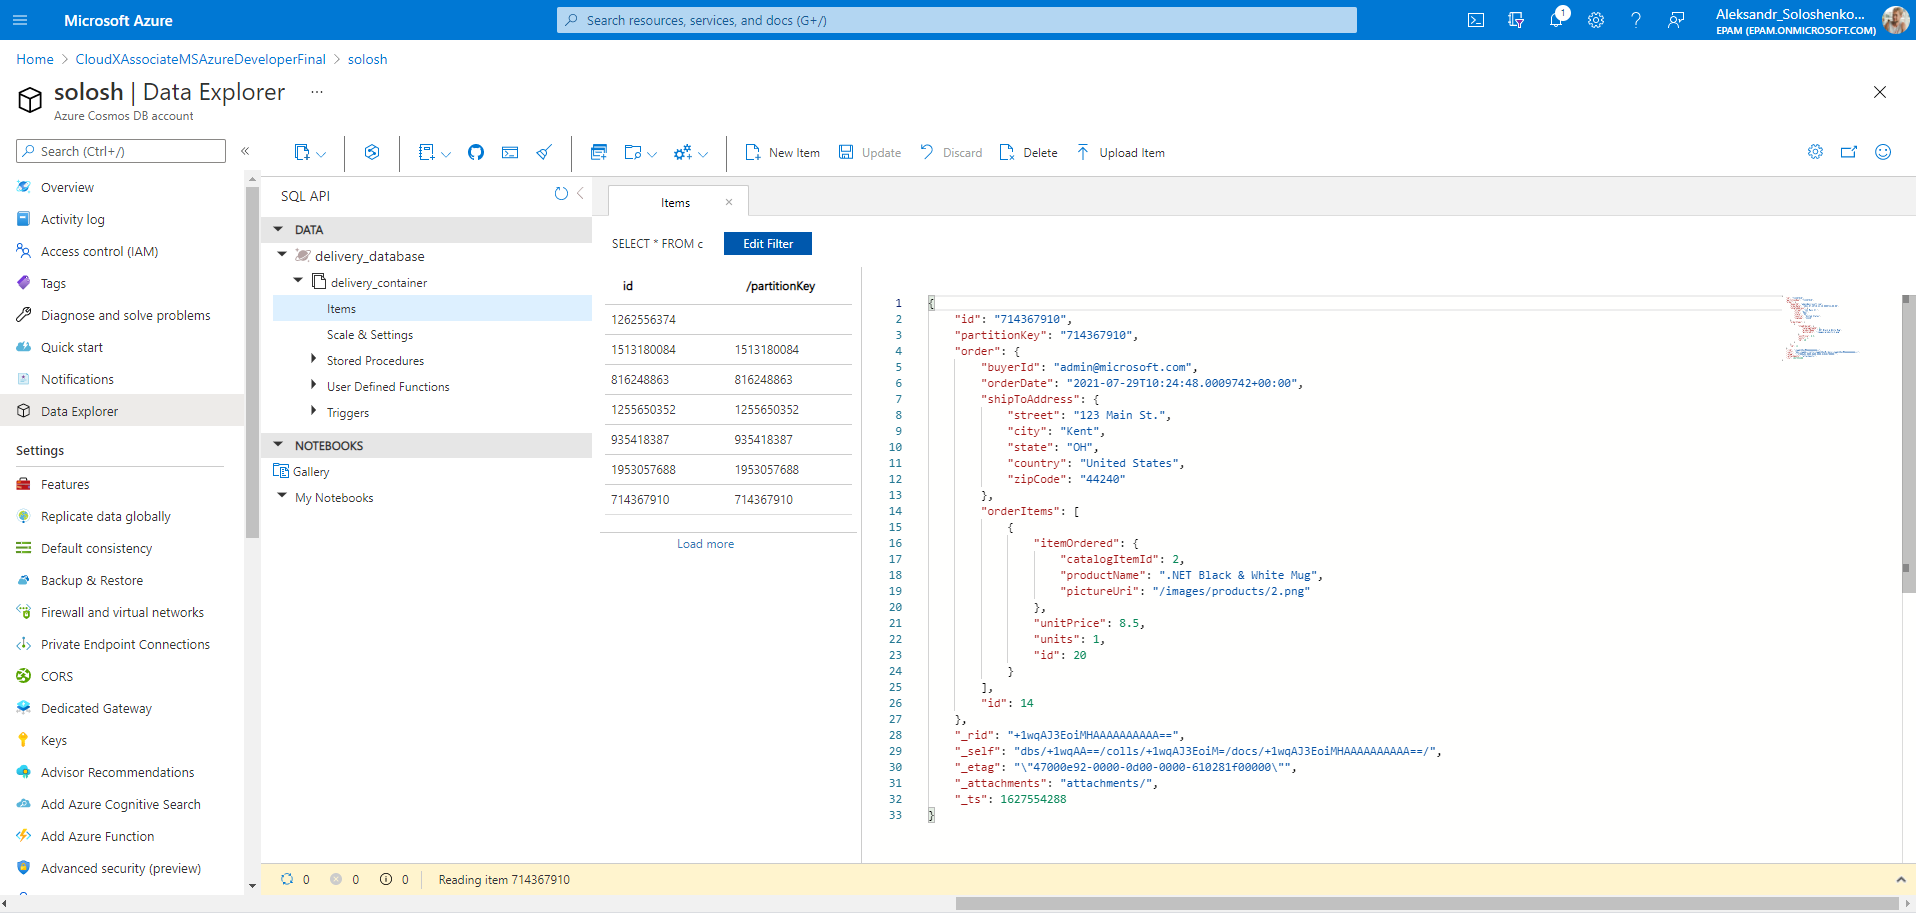 Microsoft Azure
Search resources, services, and docs (G+/)
1
Aleksandr_Soloshenko...
EPAM (EPAM.ONMICROSOFT.COM)
Home > CloudXAssociateMSAzureDeveloperFinal > solosh
solosh | Data Explorer ...
Azure Cosmos DB account
Search (Ctrl+/)
«
New Item
Update
Discard
Delete
Upload Item
Overview
Activity log
Access control (IAM)
Tags
Diagnose and solve problems
Quick start
Notifications
Data Explorer
Settings
Features
Replicate data globally
Default consistency
Backup & Restore
Firewall and virtual networks
Private Endpoint Connections
CORS
Dedicated Gateway
Keys
Advisor Recommendations
Add Azure Cognitive Search
Add Azure Function
Advanced security (preview)
SQL API
DATA
delivery_database
delivery_container
Items
Scale & Settings
Stored Procedures
User Defined Functions
Triggers
NOTEBOOKS
Gallery
My Notebooks
Items
SELECT * FROM c
Edit Filter
id /partitionKey
1262556374
1513180084 1513180084
816248863 816248863
1255650352 1255650352
935418387 935418387
1953057688 1953057688
714367910 714367910
Load more
1 {
2 "id": "714367910",
3 "partitionKey": "714367910",
4 "order": {
5 "buyerId": "admin@microsoft.com",
6 "orderDate": "2021-07-29T10:24:48.0009742+00:00",
7 "shipToAddress": {
8 "street": "123 Main St.",
9 "city": "Kent",
10 "state": "OH",
11 "country": "United States",
12 "zipCode": "44240"
13 },
14 "orderItems": [
15 {
16 "itemOrdered": {
17 "catalogItemId": 2,
18 "productName": ".NET Black & White Mug",
19 "pictureUri": "/images/products/2.png"
20 },
21 "unitPrice": 8.5,
22 "units": 1,
23 "id": 20
24 }
25 ],
26 "id": 14
27 },
28 "_rid": "+1wqAJ3EoiMHAAAAAAAAAA==",
29 "_self": "dbs/+1wqAA==/colls/+1wqAJ3EoiM=/docs/+1wqAJ3EoiMHAAAAAAAAAA==/",
30 "_etag": "\"47000e92-0000-0d00-0000-610281f00000\"",
31 "_attachments": "attachments/",
32 "_ts": 1627554288
33 }
0 0 0 Reading item 714367910